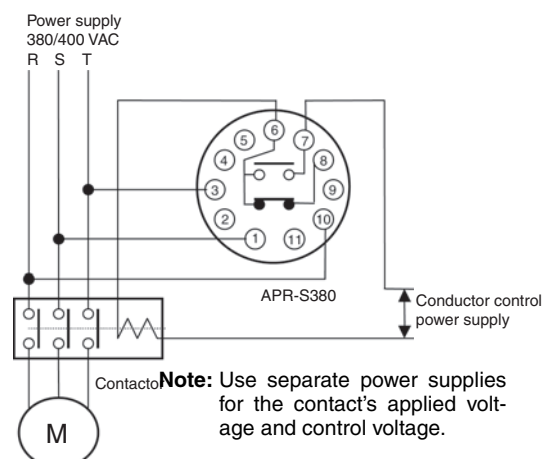 Power supply
380/400 VAC
R S T
6
5
7
4
8
3
9
2
10
1
11
APR-S380
Conductor control
power supply
Contactor
Note: Use separate power supplies
for the contact's applied volt-
age and control voltage.
M